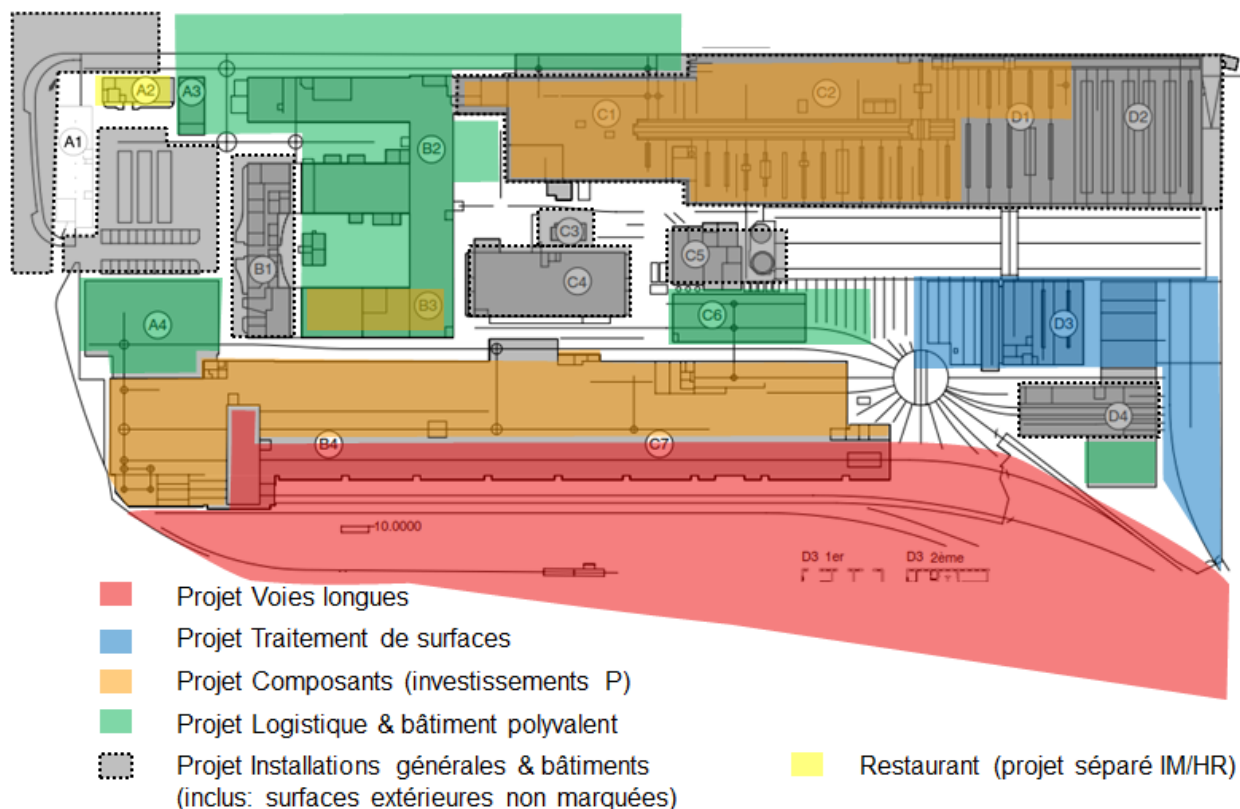 A2
A3
C2
C1
A1
D1
D2
B2
C3
C5
B1
C4
B3
C6
A4
D3
D4
B4
C7
10.0000
D3 1er
D3 2ème
Projet Voies longues
Projet Traitement de surfaces
Projet Composants (investissements P)
Projet Logistique & bâtiment polyvalent
Projet Installations générales & bâtiments
(inclus: surfaces extérieures non marquées)
Restaurant (projet séparé IM/HR)